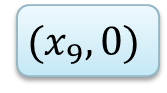 (x₉, 0)